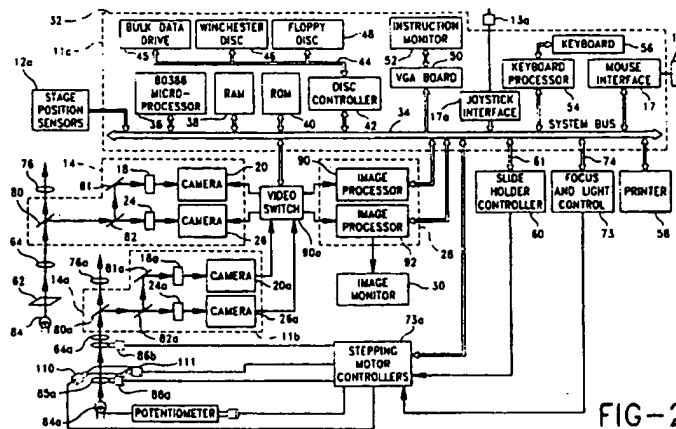 32
11c
BULK DATA DRIVE
45
WINCHESTER DISC
46
FLOPPY DISC
48
44
INSTRUCTION MONITOR
52
50
VGA BOARD
13a
KEYBOARD
56
KEYBOARD PROCESSOR
54
MOUSE INTERFACE
17
12a
STAGE POSITION SENSORS
80386 MICRO-PROCESSOR
36
RAM
38
ROM
40
DISC CONTROLLER
42
17a
JOYSTICK INTERFACE
34
SYSTEM BUS
76
14
18
20
CAMERA
81
80
24
CAMERA
26
82
VIDEO SWITCH
90a
90
IMAGE PROCESSOR
IMAGE PROCESSOR
92
28
61
SLIDE HOLDER CONTROLLER
60
74
FOCUS AND LIGHT CONTROL
75
PRINTER
58
64
62
84
76a
14a
81a
18a
CAMERA
20a
24a
CAMERA
26a
80a
82a
11b
IMAGE MONITOR
30
64a
86b
110
111
85a
88a
84a
POTENTIOMETER
73a
STEPPING MOTOR CONTROLLERS